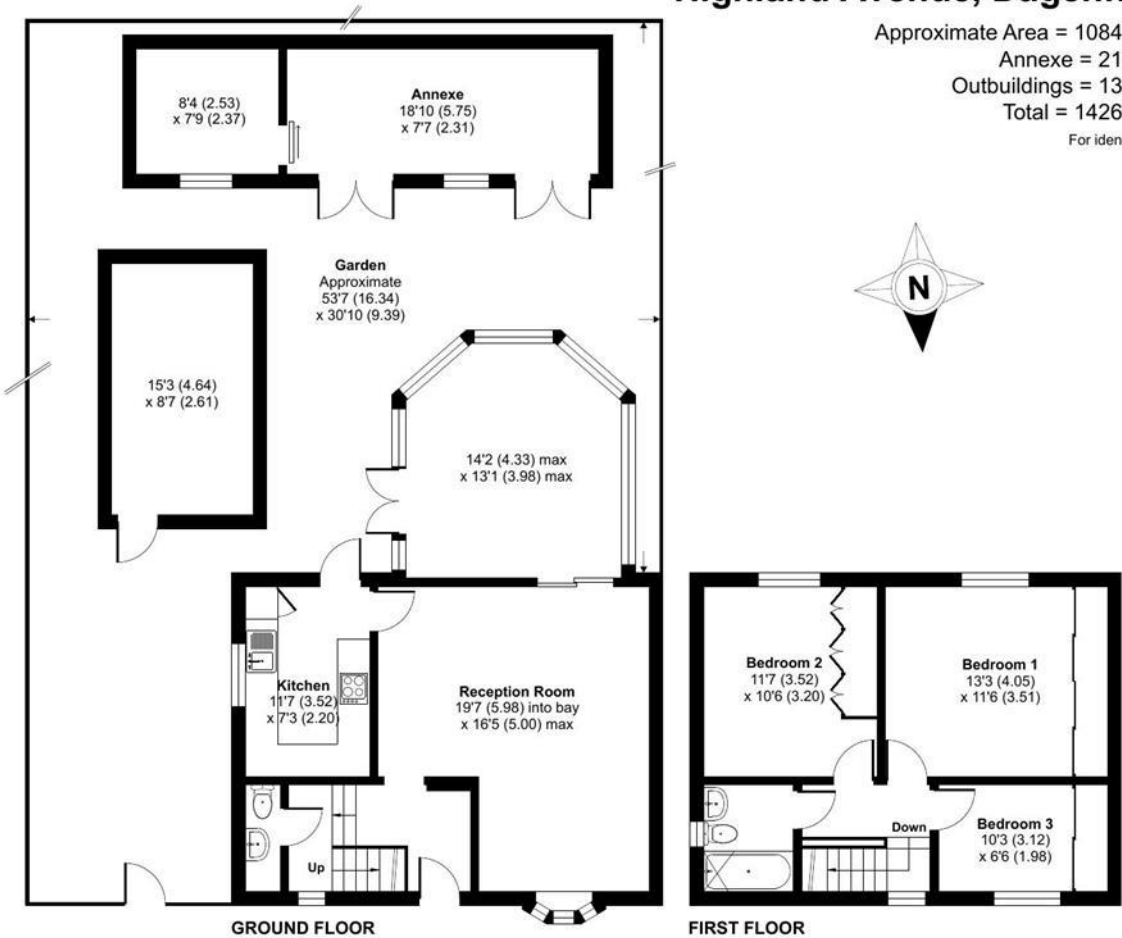 Approximate Area = 1084
Annexe = 21
Outbuildings = 13
Total = 1426
For iden
8'4 (2.53)
x 7'9 (2.37)
Annexe
18'10 (5.75)
x 7'7 (2.31)
N
Garden
Approximate
53'7 (16.34)
x 30'10 (9.39)
15'3 (4.64)
x 8'7 (2.61)
14'2 (4.33) max
x 13'1 (3.98) max
Kitchen
11'7 (3.52)
x 7'3 (2.20)
Reception Room
19'7 (5.98) into bay
x 16'5 (5.00) max
Up
GROUND FLOOR
Bedroom 2
11'7 (3.52)
x 10'6 (3.20)
Bedroom 1
13'3 (4.05)
x 11'6 (3.51)
Down
Bedroom 3
10'3 (3.12)
x 6'6 (1.98)
FIRST FLOOR